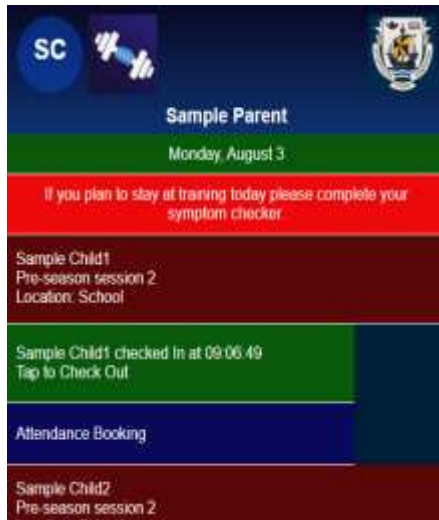 SC
Sample Parent
Monday, August 3
If you plan to stay at training today please complete your
symptom checker
Sample Child1
Pre-season session 2
Location: School
Sample Child1 checked In at 09:06:49
Tap to Check Out
Attendance Booking
Sample Child2
Pre-season session 2